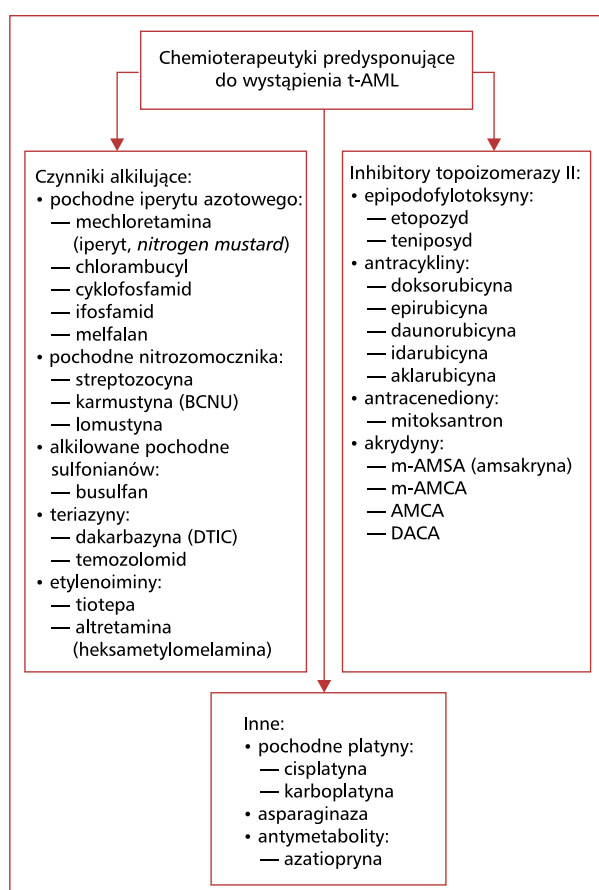 Chemioterapeutyki predysponujące
do wystąpienia t-AML
Czynniki alkilujące:
• pochodne iperytu azotowego:
— mechloretamina
(iperyt, nitrogen mustard)
— chlorambucyl
— cyklofosfamid
— ifosfamid
— melfalan
• pochodne nitrozomocznika:
— streptozocyna
— karmustyna (BCNU)
— lomustyna
• alkilowane pochodne
sulfonianów:
— busulfan
• teriazyny:
— dakarbazyna (DTIC)
— temozolomid
• etylenoiminy:
— tiotepa
— altretamina
(heksametylomelamina)
Inhibitory topoizomerazy II:
• epipodofylotoksyny:
— etopozyd
— teniposyd
• antracykliny:
— doksorubicyna
— epirubicyna
— daunorubicyna
— idarubicyna
— aklarubicyna
• antracenediony:
— mitoksantron
• akrydyny:
— m-AMSA (amsakryna)
— m-AMCA
— AMCA
— DACA
Inne:
• pochodne platyny:
— cisplatyna
— karboplatyna
• asparaginaza
• antymetabolity:
— azatiopryna